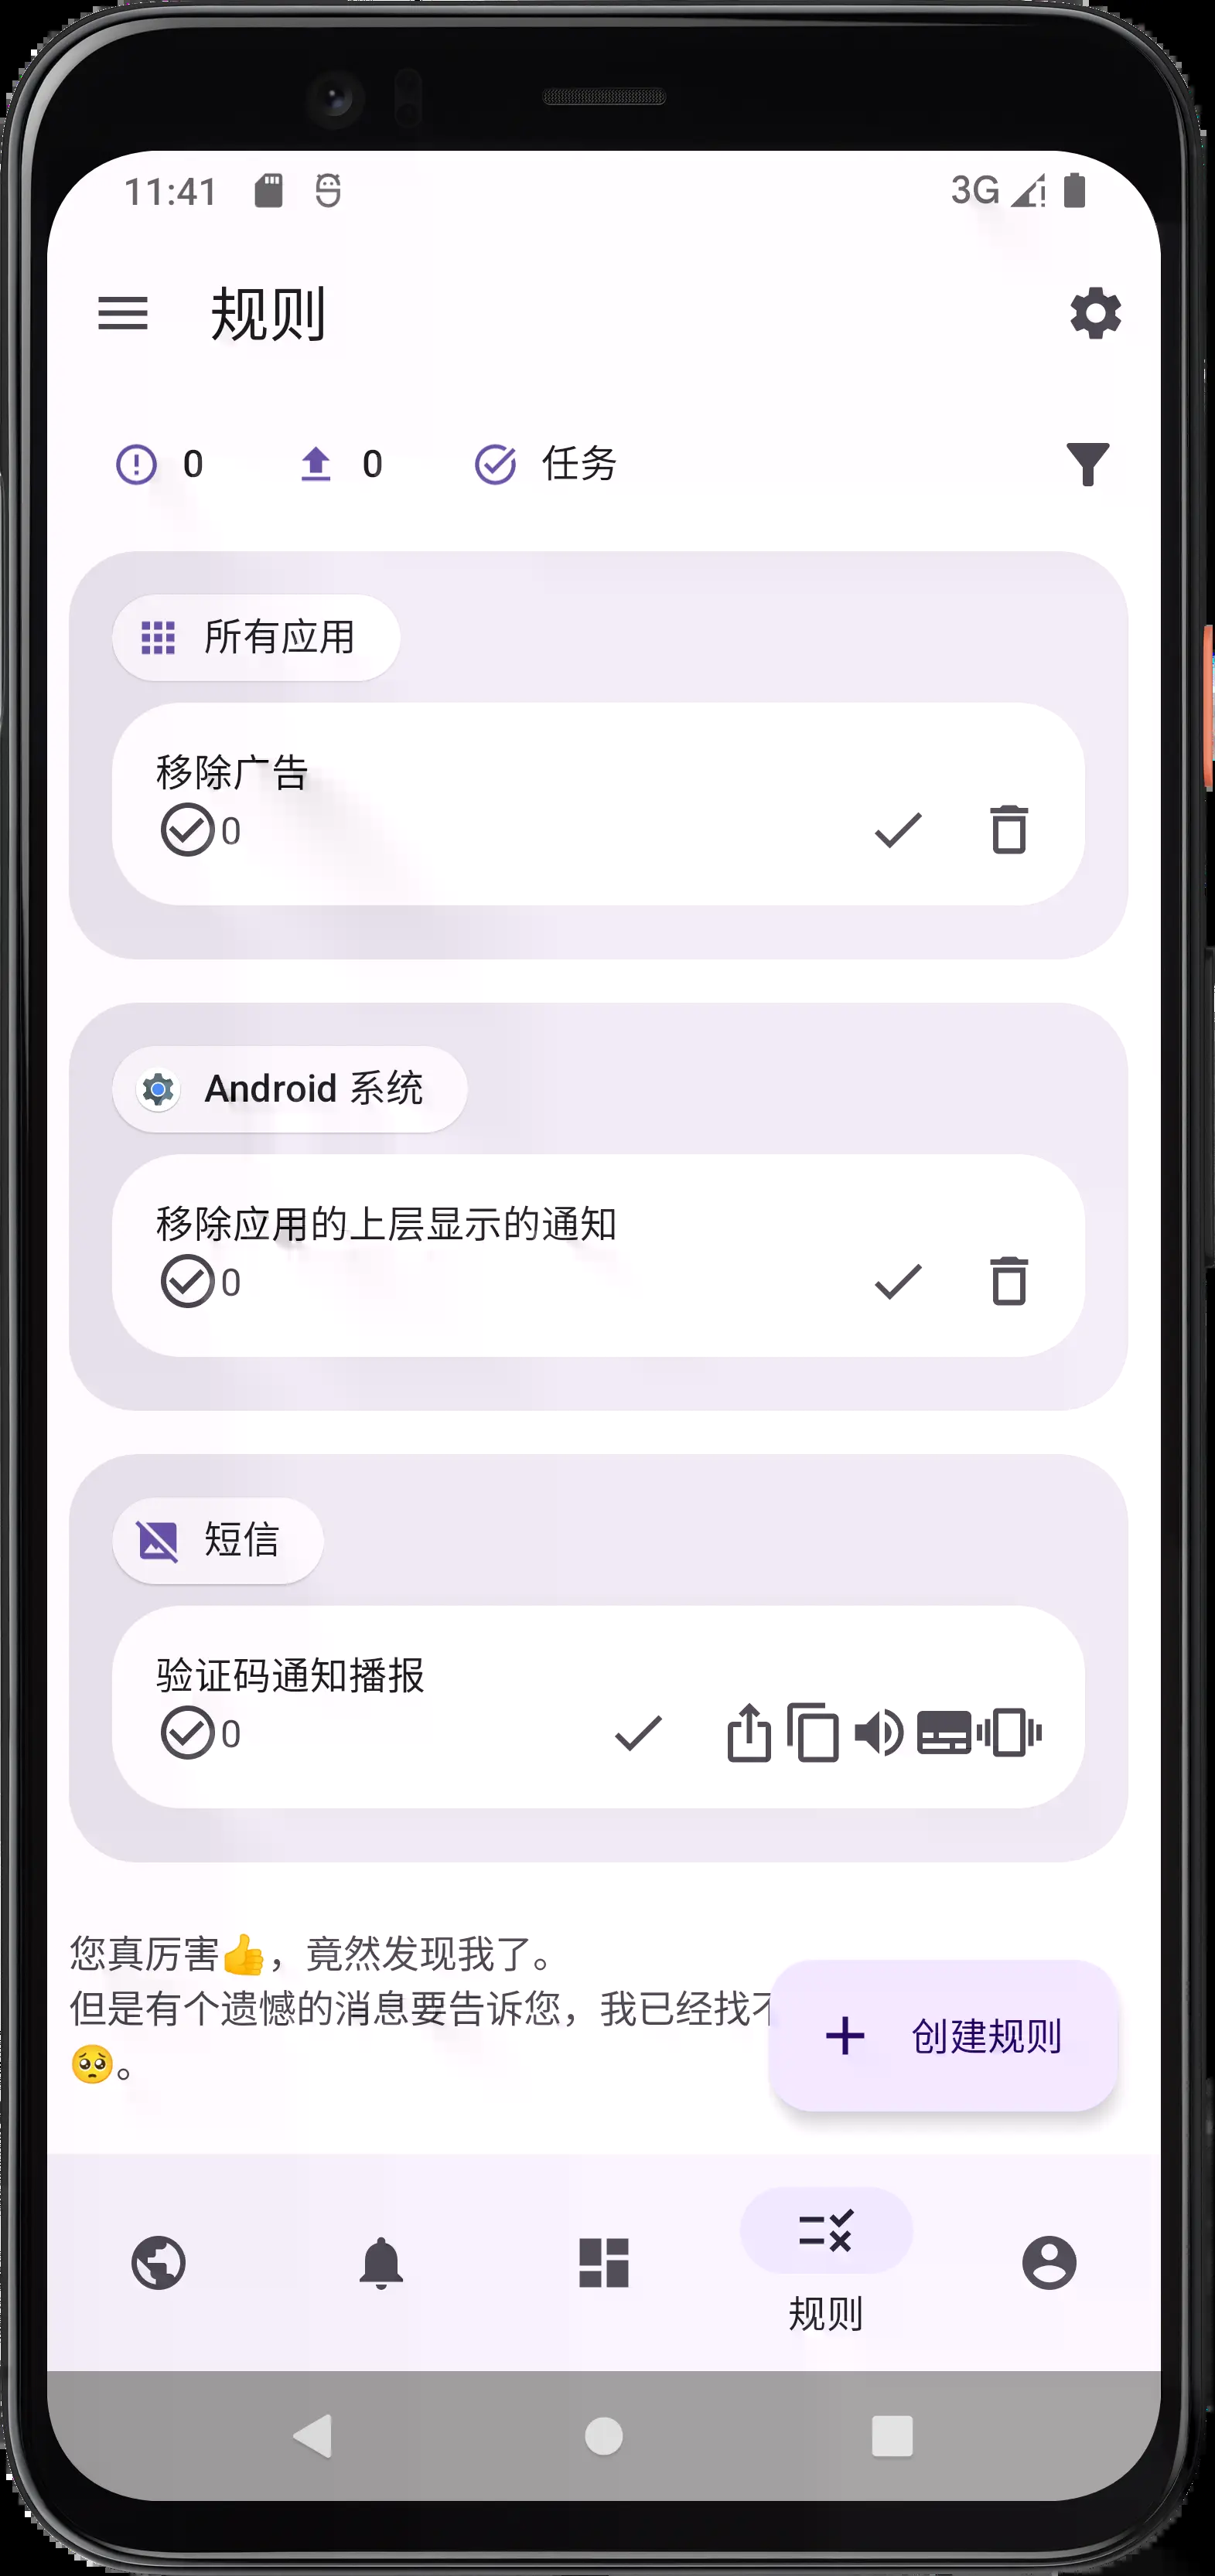 11:41
3G
规则
0
0
任务
所有应用
移除广告
0
Android 系统
移除应用的上层显示的通知
0
短信
验证码通知播报
0
您真厉害👍，竟然发现我了。
但是有个遗憾的消息要告诉您，我已经找
🥺。
创建规则
规则